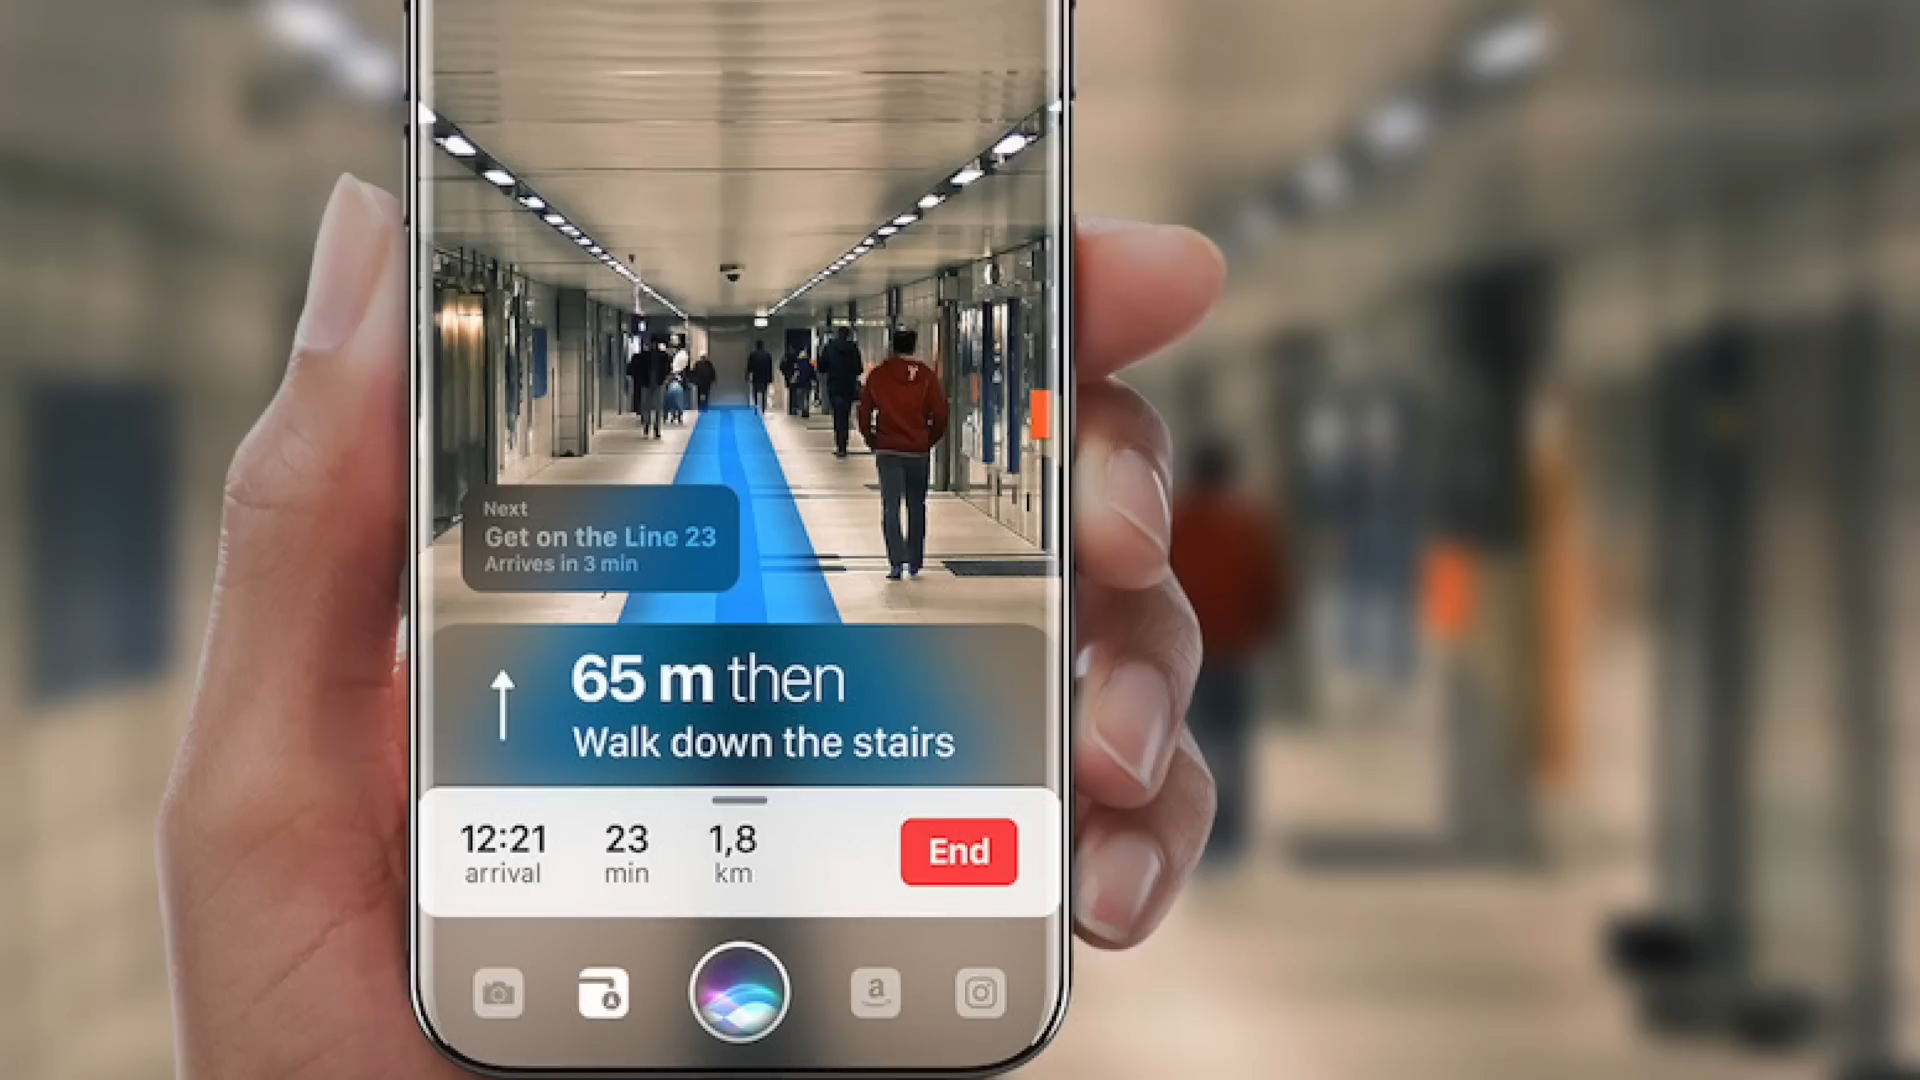 Next
Get on the Line 23
Arrives in 3 min
65 m then
Walk down the stairs
12:21 23 1,8
arrival min km
End
a